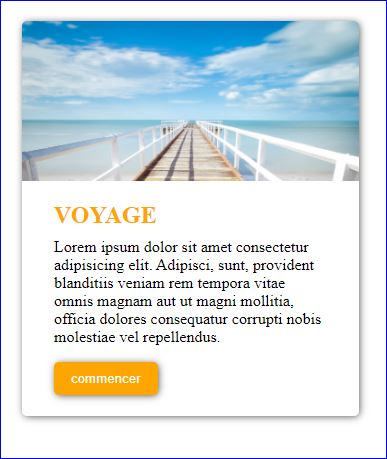 VOYAGE
Lorem ipsum dolor sit amet consectetur
adipisicing elit. Adipisci, sunt, provident
blanditiis veniam rem tempora vitae
omnis magnam aut ut magni mollitia,
officia dolores consequatur corrupti nobis
molestiae vel repellendus.
commencer